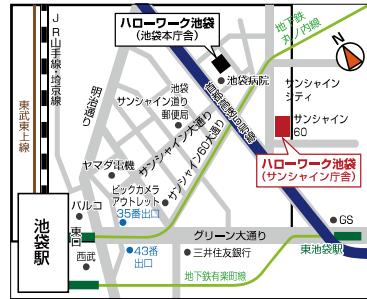 ハローワーク池袋
(池袋本庁舎)
地下鉄
丸ノ内線
JR山手線・埼京線
東武東上線
明治通り
池袋
サンシャイン通り
郵便局
池袋病院
首都高速5号線
サンシャイン
シティ
サンシャイン
60
サンシャイン大通り
サンシャイン60大通り
ヤマダ電機
ビックカメラ
アウトレット
35番出口
ハローワーク池袋
(サンシャイン庁舎)
パルコ
東口
池袋駅
グリーン大通り
GS
東池袋駅
西武
43番
出口
三井住友銀行
地下鉄有楽町線